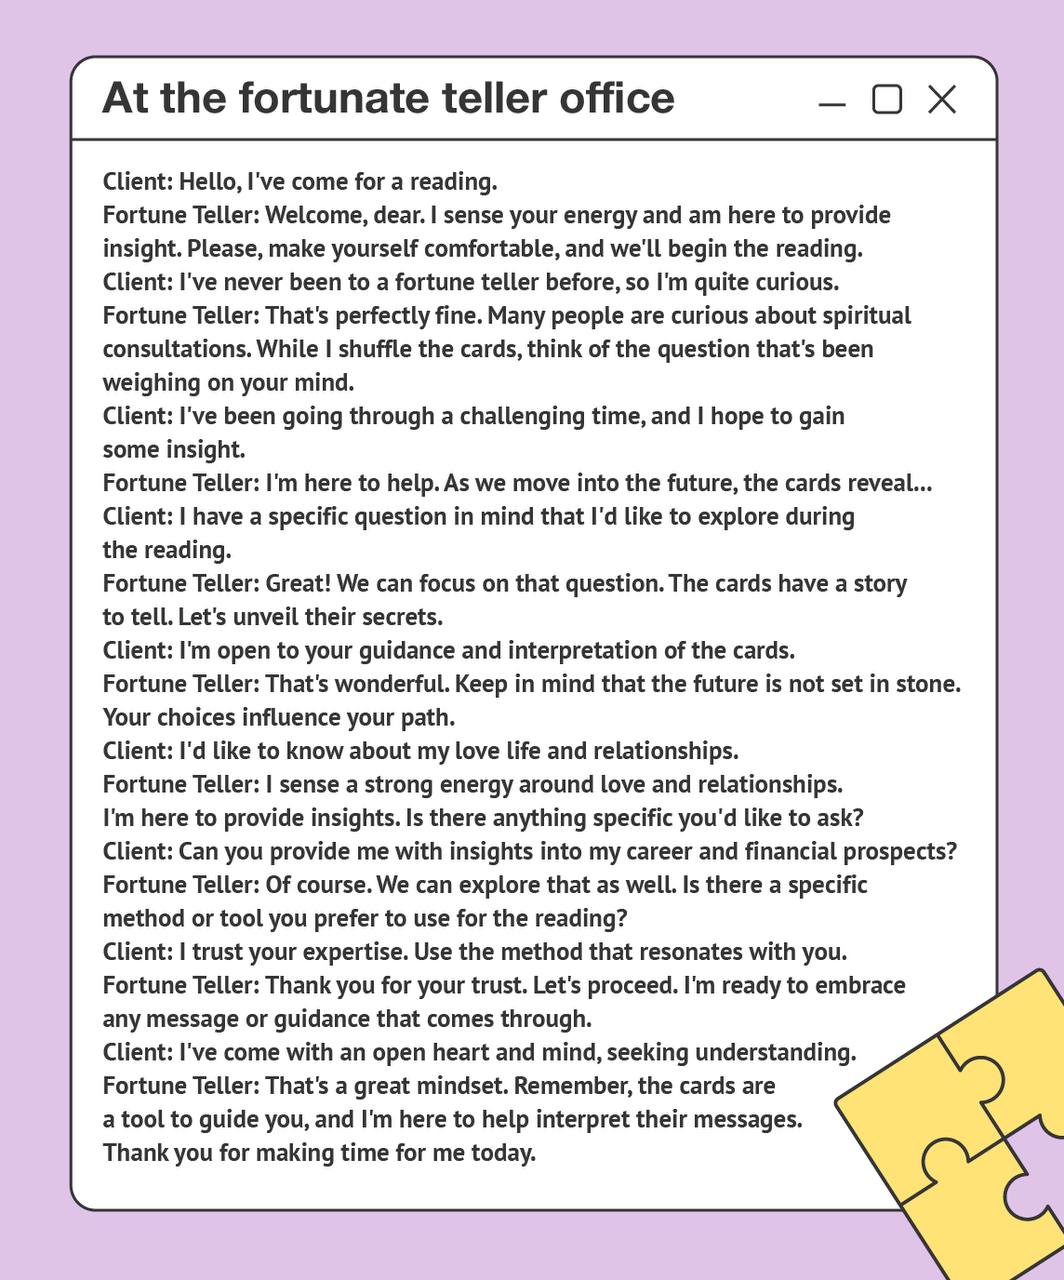 At the fortunate teller office
Client: Hello, I've come for a reading.
Fortune Teller: Welcome, dear. I sense your energy and am here to provide
insight. Please, make yourself comfortable, and we'll begin the reading.
Client: I've never been to a fortune teller before, so I'm quite curious.
Fortune Teller: That's perfectly fine. Many people are curious about spiritual
consultations. While I shuffle the cards, think of the question that's been
weighing on your mind.
Client: I've been going through a challenging time, and I hope to gain
some insight.
Fortune Teller: I'm here to help. As we move into the future, the cards reveal...
Client: I have a specific question in mind that I'd like to explore during
the reading.
Fortune Teller: Great! We can focus on that question. The cards have a story
to tell. Let's unveil their secrets.
Client: I'm open to your guidance and interpretation of the cards.
Fortune Teller: That's wonderful. Keep in mind that the future is not set in stone.
Your choices influence your path.
Client: I'd like to know about my love life and relationships.
Fortune Teller: I sense a strong energy around love and relationships.
I'm here to provide insights. Is there anything specific you'd like to ask?
Client: Can you provide me with insights into my career and financial prospects?
Fortune Teller: Of course. We can explore that as well. Is there a specific
method or tool you prefer to use for the reading?
Client: I trust your expertise. Use the method that resonates with you.
Fortune Teller: Thank you for your trust. Let's proceed. I'm ready to embrace
any message or guidance that comes through.
Client: I've come with an open heart and mind, seeking understanding.
Fortune Teller: That's a great mindset. Remember, the cards are
a tool to guide you, and I'm here to help interpret their messages.
Thank you for making time for me today.